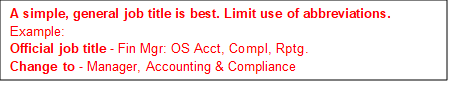 A simple, general job title is best. Limit use of abbreviations.
Example:
Official job title - Fin Mgr: OS Acct, Compl, Rptg.
Change to - Manager, Accounting & Compliance